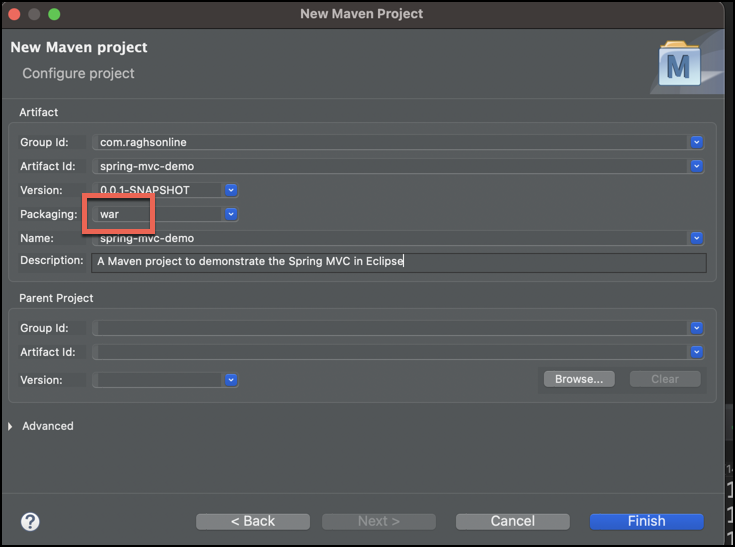 New Maven Project
New Maven project
Configure project
M
Artifact
Group Id: com.raghsonline
Artifact Id: spring-mvc-demo
Version: 0.0.1-SNAPSHOT
Packaging: war
Name: spring-mvc-demo
Description: A Maven project to demonstrate the Spring MVC in Eclipse
Parent Project
Group Id:
Artifact Id:
Version:
Browse... Clear
Advanced
? < Back Next > Cancel Finish